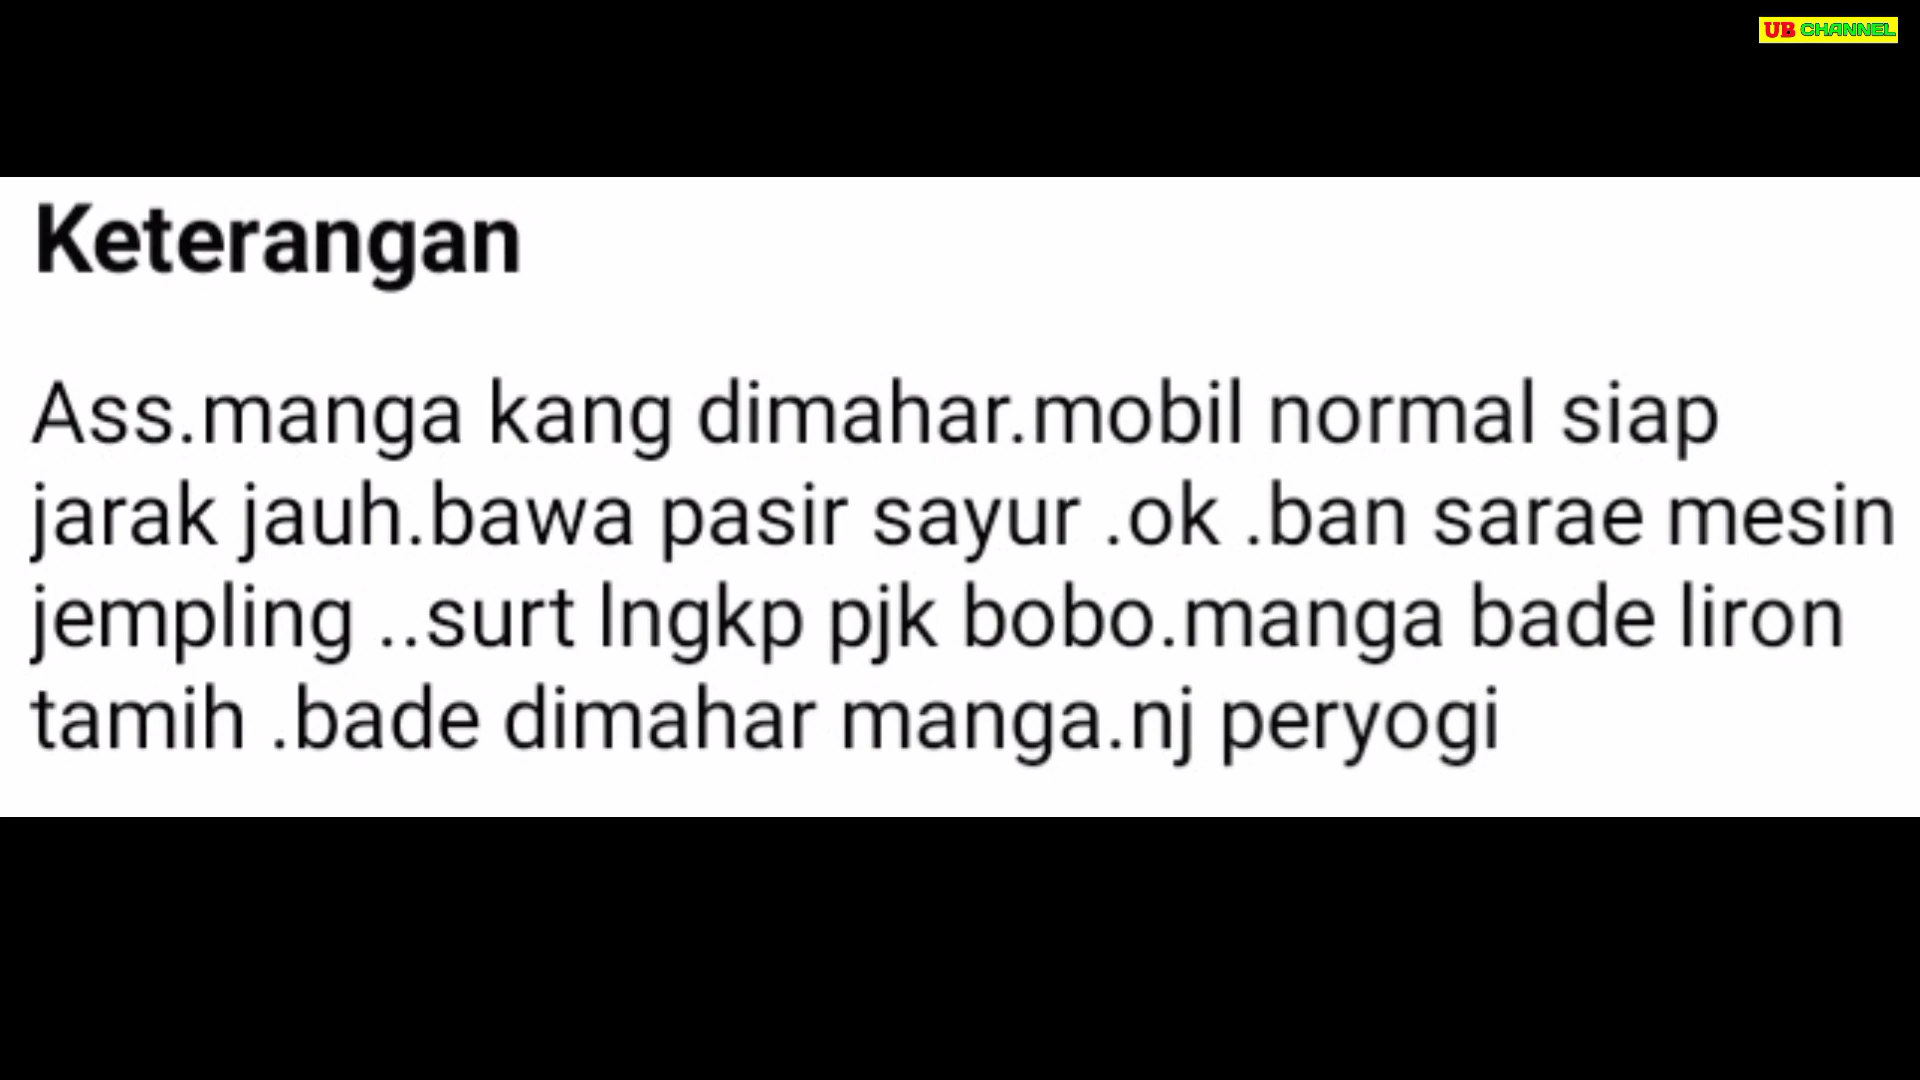 UB CHANNEL
Keterangan
Ass.manga kang dimahar.mobil normal siap
jarak jauh.bawa pasir sayur .ok .ban sarae mesin
jempling ..surt lngkp pjk bobo.manga bade liron
tamih .bade dimahar manga.nj peryogi